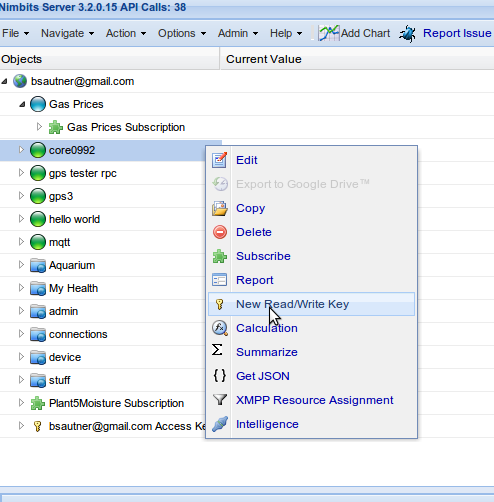 Nimbits Server 3.2.0.15 API Calls: 38
File Navigate Action Options Admin Help Add Chart Report Issue
Objects Current Value
bsautner@gmail.com
Gas Prices
Gas Prices Subscription
core0992
gps tester rpc
gps3
hello world
mqtt
Aquarium
My Health
admin
connections
device
stuff
Plant5Moisture Subscription
bsautner@gmail.com Access Ke
Edit
Export to Google Drive™
Copy
Delete
Subscribe
Report
New Read/Write Key
Calculation
Summarize
Get JSON
XMPP Resource Assignment
Intelligence